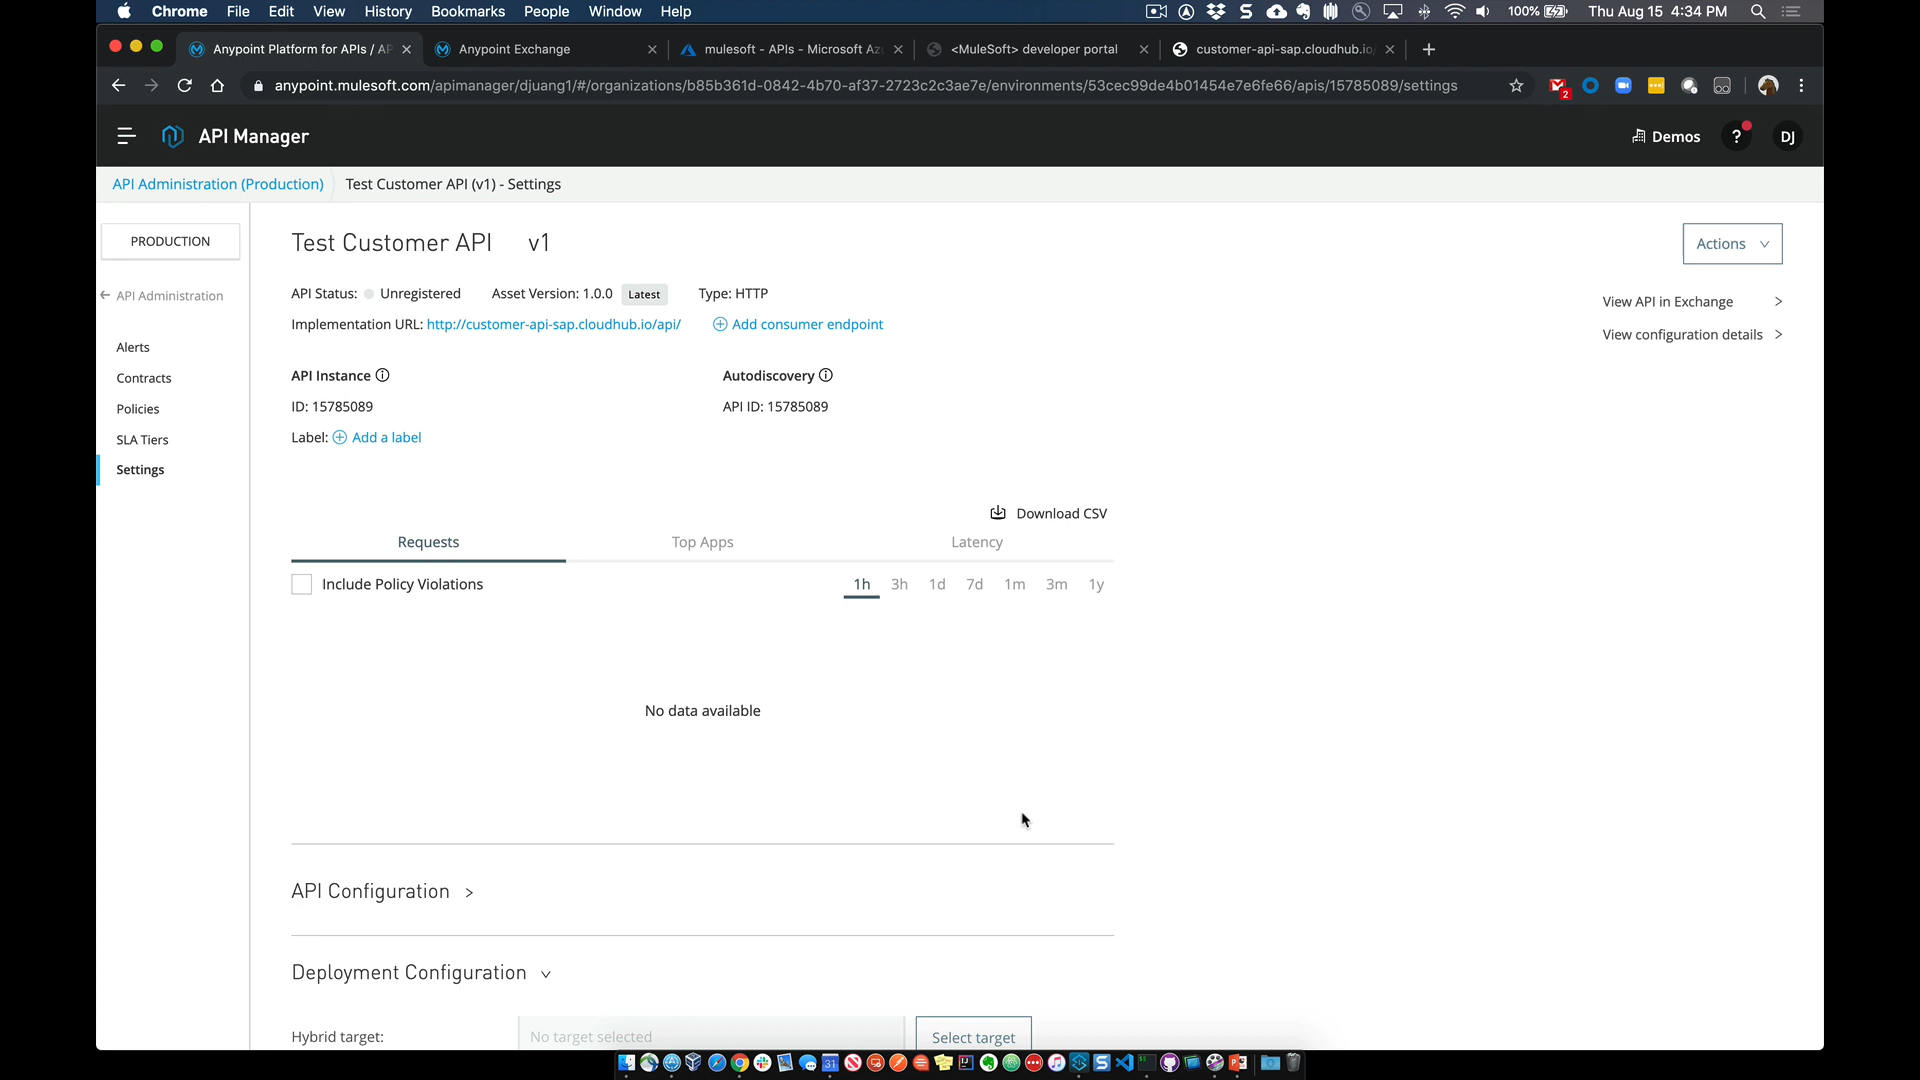 Chrome File Edit View History Bookmarks People Window Help 100% Thu Aug 15 4:34 PM
Anypoint Platform for APIs / AP Anypoint Exchange mulesoft - APIs - Microsoft Az <MuleSoft> developer portal customer-api-sap.cloudhub.io/
anypoint.mulesoft.com/apimanager/djuang1/#/organizations/b85b361d-0842-4b70-af37-2723c2c3ae7e/environments/53cec99de4b01454e7e6fe66/apis/15785089/settings 2
API Manager Demos ? DJ
API Administration (Production) Test Customer API (v1) - Settings
PRODUCTION
API Administration
Alerts
Contracts
Policies
SLA Tiers
Settings
Test Customer API v1
Actions
API Status: Unregistered Asset Version: 1.0.0 Latest Type: HTTP
View API in Exchange >
Implementation URL: http://customer-api-sap.cloudhub.io/api/ Add consumer endpoint
View configuration details >
API Instance Autodiscovery
ID: 15785089 API ID: 15785089
Label: Add a label
Download CSV
Requests Top Apps Latency
Include Policy Violations 1h 3h 1d 7d 1m 3m 1y
No data available
API Configuration >
Deployment Configuration
Hybrid target: No target selected Select target